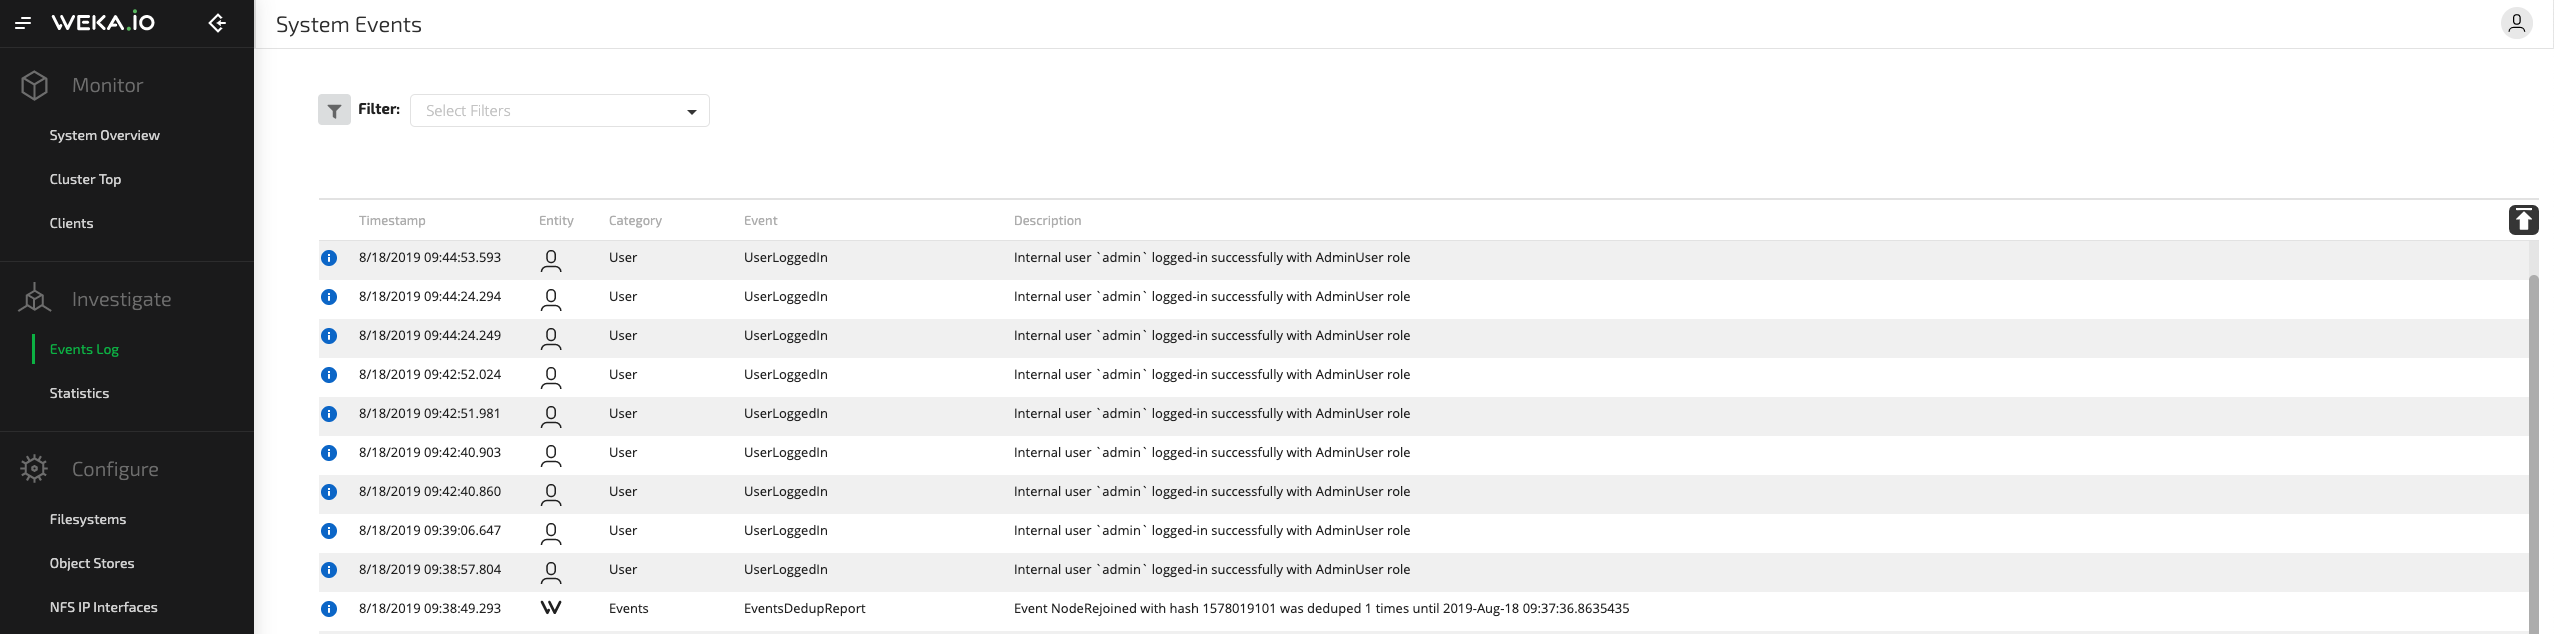 WEKA.iO
System Events
Monitor
System Overview
Cluster Top
Clients
Investigate
Events Log
Statistics
Configure
Filesystems
Object Stores
NFS IP Interfaces
Filter: Select Filters
Timestamp Entity Category Event Description
8/18/2019 09:44:53.593 User UserLoggedIn Internal user `admin` logged-in successfully with AdminUser role
8/18/2019 09:44:24.294 User UserLoggedIn Internal user `admin` logged-in successfully with AdminUser role
8/18/2019 09:44:24.249 User UserLoggedIn Internal user `admin` logged-in successfully with AdminUser role
8/18/2019 09:42:52.024 User UserLoggedIn Internal user `admin` logged-in successfully with AdminUser role
8/18/2019 09:42:51.981 User UserLoggedIn Internal user `admin` logged-in successfully with AdminUser role
8/18/2019 09:42:40.903 User UserLoggedIn Internal user `admin` logged-in successfully with AdminUser role
8/18/2019 09:42:40.860 User UserLoggedIn Internal user `admin` logged-in successfully with AdminUser role
8/18/2019 09:39:06.647 User UserLoggedIn Internal user `admin` logged-in successfully with AdminUser role
8/18/2019 09:38:57.804 User UserLoggedIn Internal user `admin` logged-in successfully with AdminUser role
8/18/2019 09:38:49.293 W Events EventsDedupReport Event NodeRejoined with hash 1578019101 was deduped 1 times until 2019-Aug-18 09:37:36.8635435